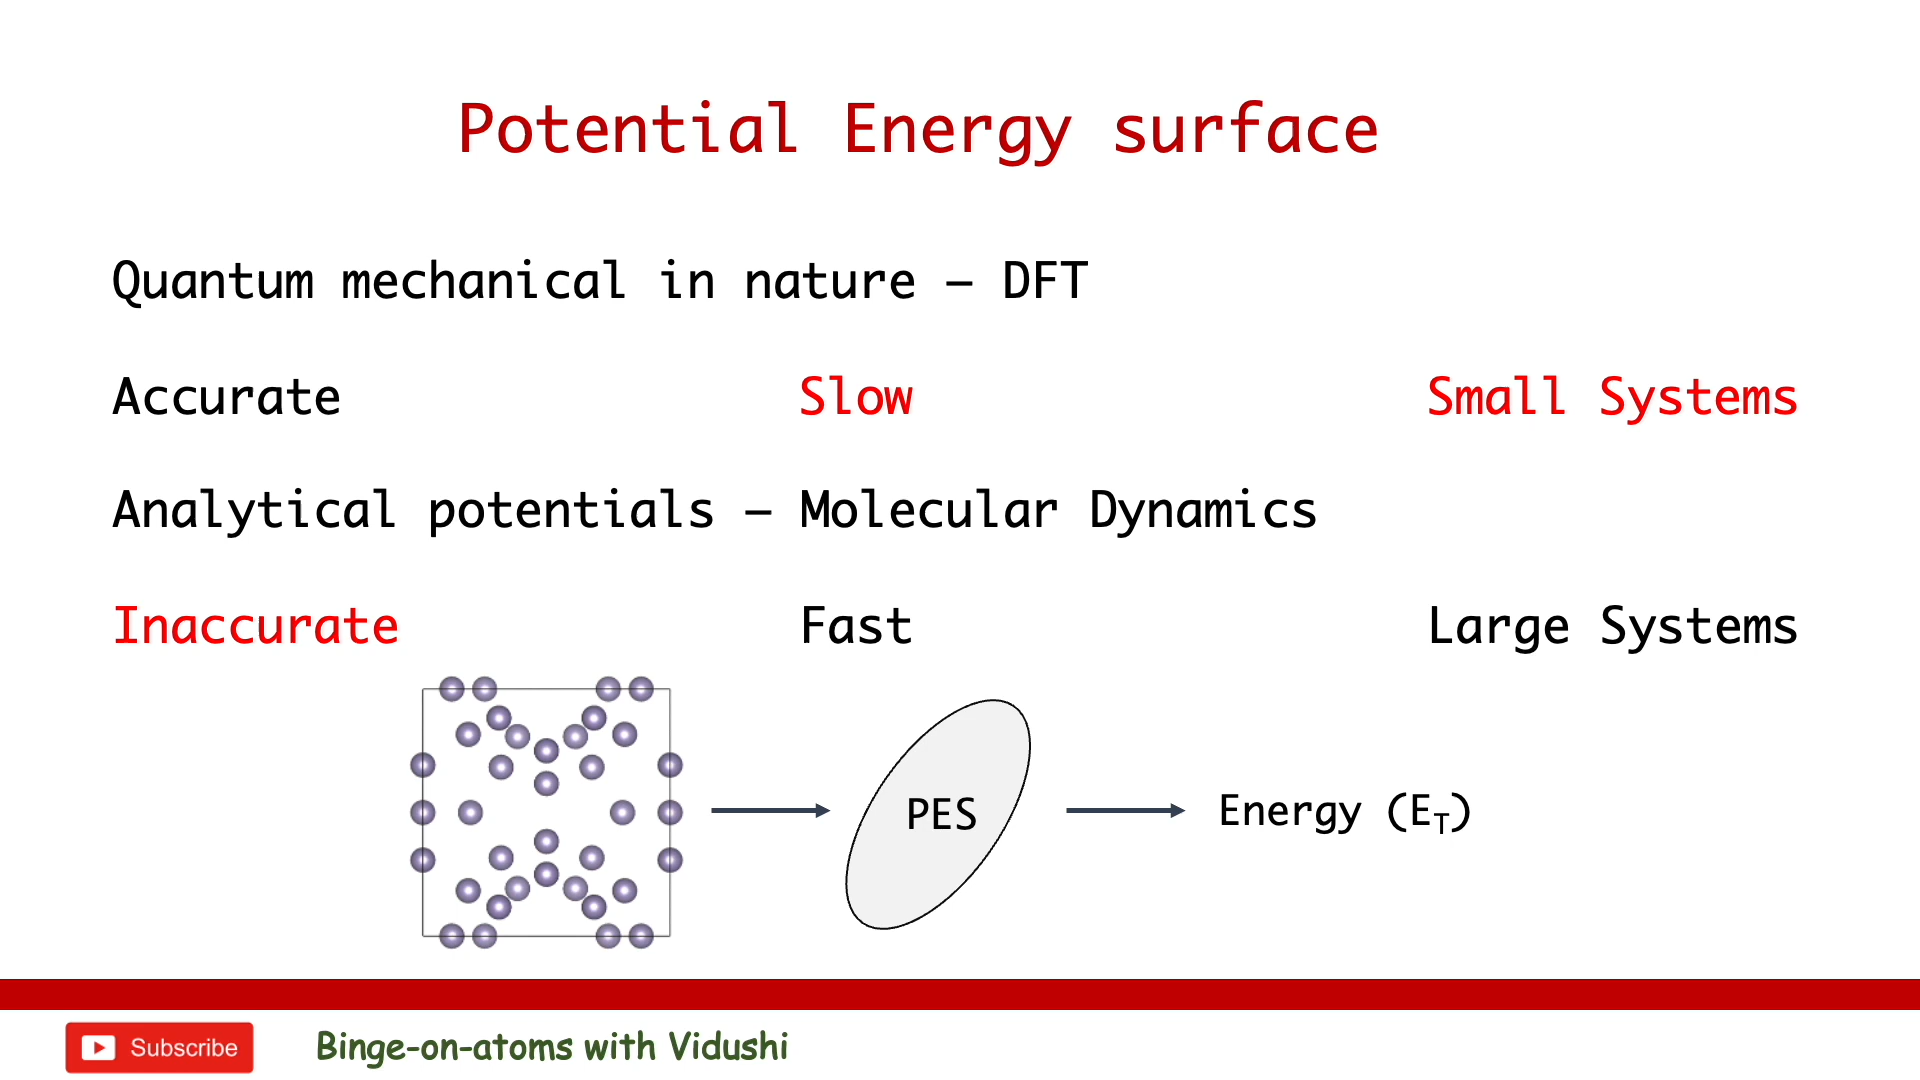 Potential Energy surface
Quantum mechanical in nature – DFT
Accurate Slow Small Systems
Analytical potentials – Molecular Dynamics
Inaccurate Fast Large Systems
PES Energy (E_T)
Subscribe Binge-on-atoms with Vidushi